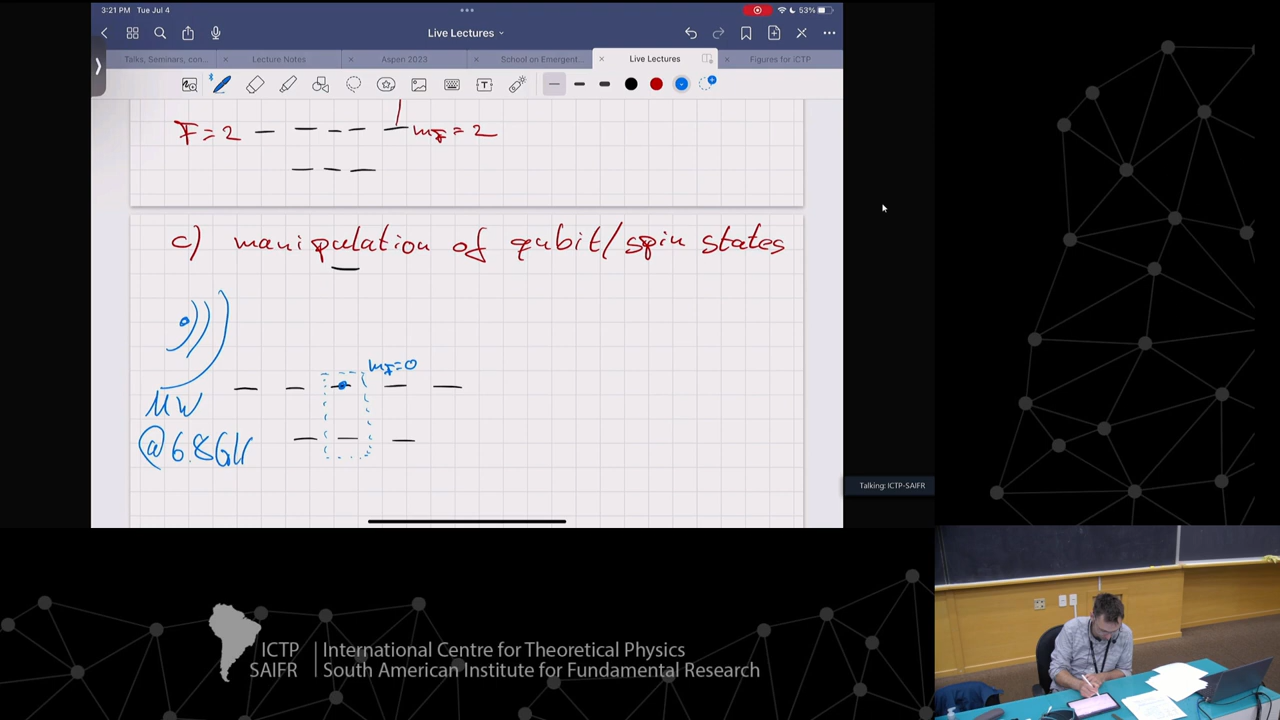 3:21 PM Tue Jul 4
53%
Live Lectures
Talks, Seminars, con...
Lecture Notes
Aspen 2023
School on Emergent...
Live Lectures
Figures for ICTP
F=2
m_F = 2
c) manipulation of qubit/spin states
m_F=0
MW
@ 6.8 GHz
Talking: ICTP-SAIFR
ICTP
SAIFR
International Centre for Theoretical Physics
South American Institute for Fundamental Research